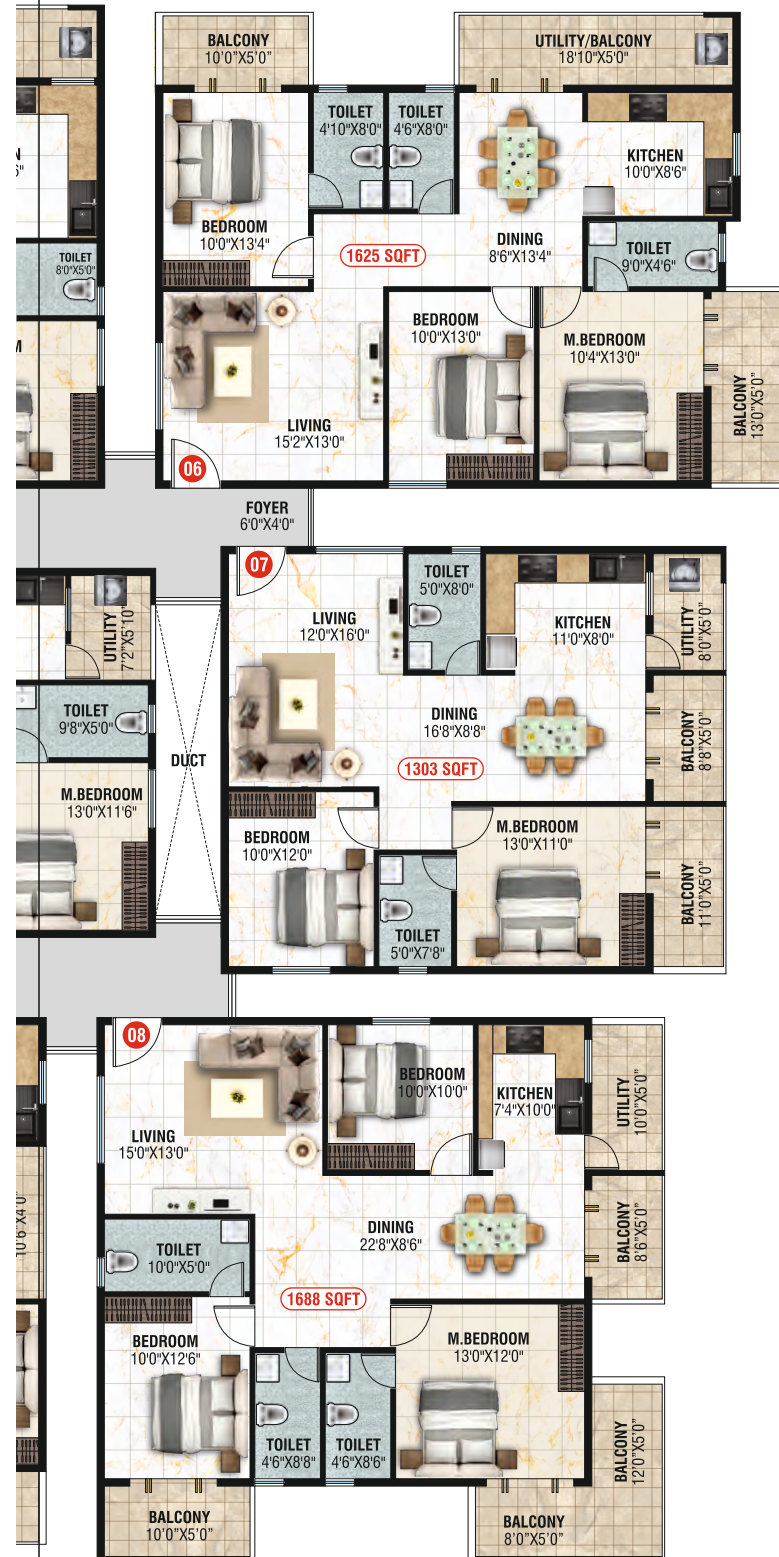 BALCONY
10'0"X5'0"
UTILITY/BALCONY
18'10"X5'0"
TOILET
4'10"X8'0"
TOILET
4'6"X8'0"
KITCHEN
10'0"X8'6"
BEDROOM
10'0"X13'4"
1625 SQFT
DINING
8'6"X13'4"
TOILET
9'0"X4'6"
TOILET
8'0"X5'0"
BEDROOM
10'0"X13'0"
M.BEDROOM
10'4"X13'0"
BALCONY
13'0"X5'0"
LIVING
15'2"X13'0"
06
FOYER
6'0"X4'0"
07
LIVING
12'0"X16'0"
TOILET
5'0"X8'0"
KITCHEN
11'0"X8'0"
UTILITY
8'0"X5'0"
UTILITY
7'2"X5'10"
TOILET
9'8"X5'0"
DUCT
DINING
16'8"X8'8"
1303 SQFT
BALCONY
8'8"X5'0"
M.BEDROOM
13'0"X11'6"
BEDROOM
10'0"X12'0"
M.BEDROOM
13'0"X11'0"
BALCONY
11'0"X5'0"
TOILET
5'0"X7'8"
08
BEDROOM
10'0"X10'0"
KITCHEN
7'4"X10'0"
UTILITY
10'0"X5'0"
LIVING
15'0"X13'0"
10'6"X4'0"
DINING
22'8"X8'6"
BALCONY
8'6"X5'0"
TOILET
10'0"X5'0"
1688 SQFT
BEDROOM
10'0"X12'6"
M.BEDROOM
13'0"X12'0"
TOILET
4'6"X8'8"
TOILET
4'6"X8'6"
BALCONY
12'0"X5'0"
BALCONY
10'0"X5'0"
BALCONY
8'0"X5'0"